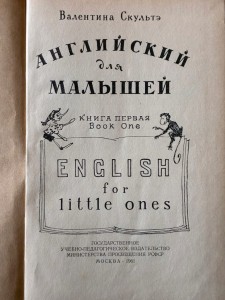 Валентина Скультэ
АНГЛИЙСКИЙ
для
МАЛЫШЕЙ
КНИГА ПЕРВАЯ
Book One
ENGLISH
for
little ones
ГОСУДАРСТВЕННОЕ
УЧЕБНО-ПЕДАГОГИЧЕСКОЕ ИЗДАТЕЛЬСТВО
МИНИСТЕРСТВА ПРОСВЕЩЕНИЯ РСФСР
МОСКВА